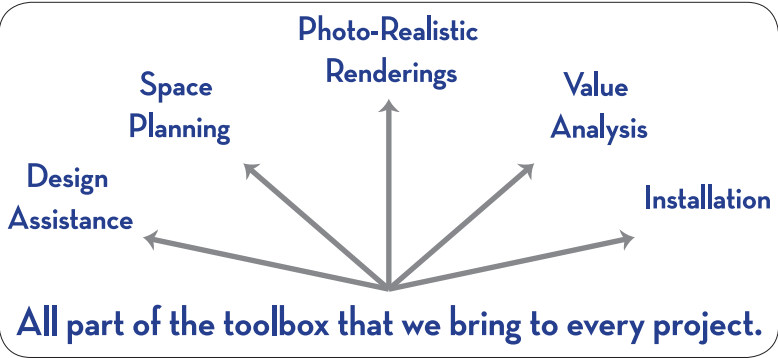 Design
Assistance
Space
Planning
Photo-Realistic
Renderings
Value
Analysis
Installation
All part of the toolbox that we bring to every project.